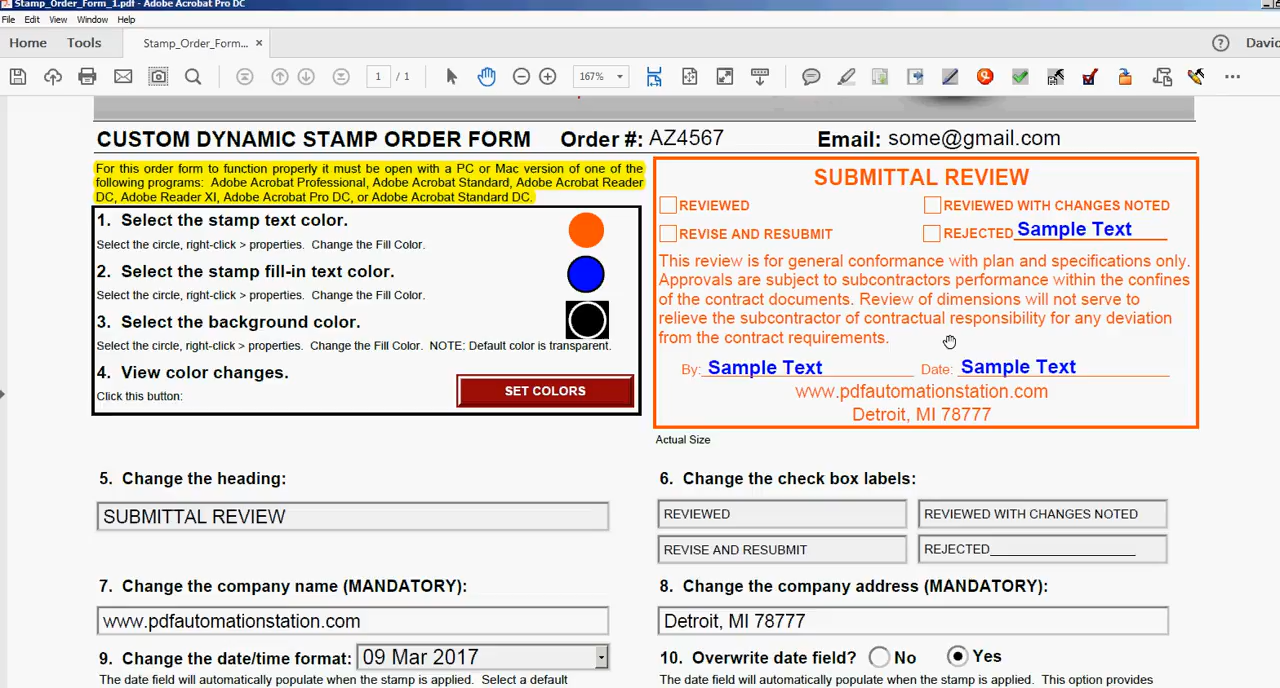 Stamp_Order_Form_1.pdf - Adobe Acrobat Pro DC
File Edit View Window Help
Home Tools Stamp_Order_Form... ×
1 / 1 167%
CUSTOM DYNAMIC STAMP ORDER FORM Order #: AZ4567 Email: some@gmail.com
For this order form to function properly it must be open with a PC or Mac version of one of the
following programs: Adobe Acrobat Professional, Adobe Acrobat Standard, Adobe Acrobat Reader
DC, Adobe Reader XI, Adobe Acrobat Pro DC, or Adobe Acrobat Standard DC.
1. Select the stamp text color.
Select the circle, right-click > properties. Change the Fill Color.
2. Select the stamp fill-in text color.
Select the circle, right-click > properties. Change the Fill Color.
3. Select the background color.
Select the circle, right-click > properties. Change the Fill Color. NOTE: Default color is transparent.
4. View color changes.
Click this button:
SET COLORS
SUBMITTAL REVIEW
REVIEWED REVIEWED WITH CHANGES NOTED
REVISE AND RESUBMIT REJECTED Sample Text
This review is for general conformance with plan and specifications only.
Approvals are subject to subcontractors performance within the confines
of the contract documents. Review of dimensions will not serve to
relieve the subcontractor of contractual responsibility for any deviation
from the contract requirements.
By: Sample Text Date: Sample Text
www.pdfautomationstation.com
Detroit, MI 78777
Actual Size
5. Change the heading:
SUBMITTAL REVIEW
6. Change the check box labels:
REVIEWED REVIEWED WITH CHANGES NOTED
REVISE AND RESUBMIT REJECTED____________________
7. Change the company name (MANDATORY):
www.pdfautomationstation.com
8. Change the company address (MANDATORY):
Detroit, MI 78777
9. Change the date/time format: 09 Mar 2017
The date field will automatically populate when the stamp is applied. Select a default
10. Overwrite date field? No Yes
The date field will automatically populate when the stamp is applied. This option provides